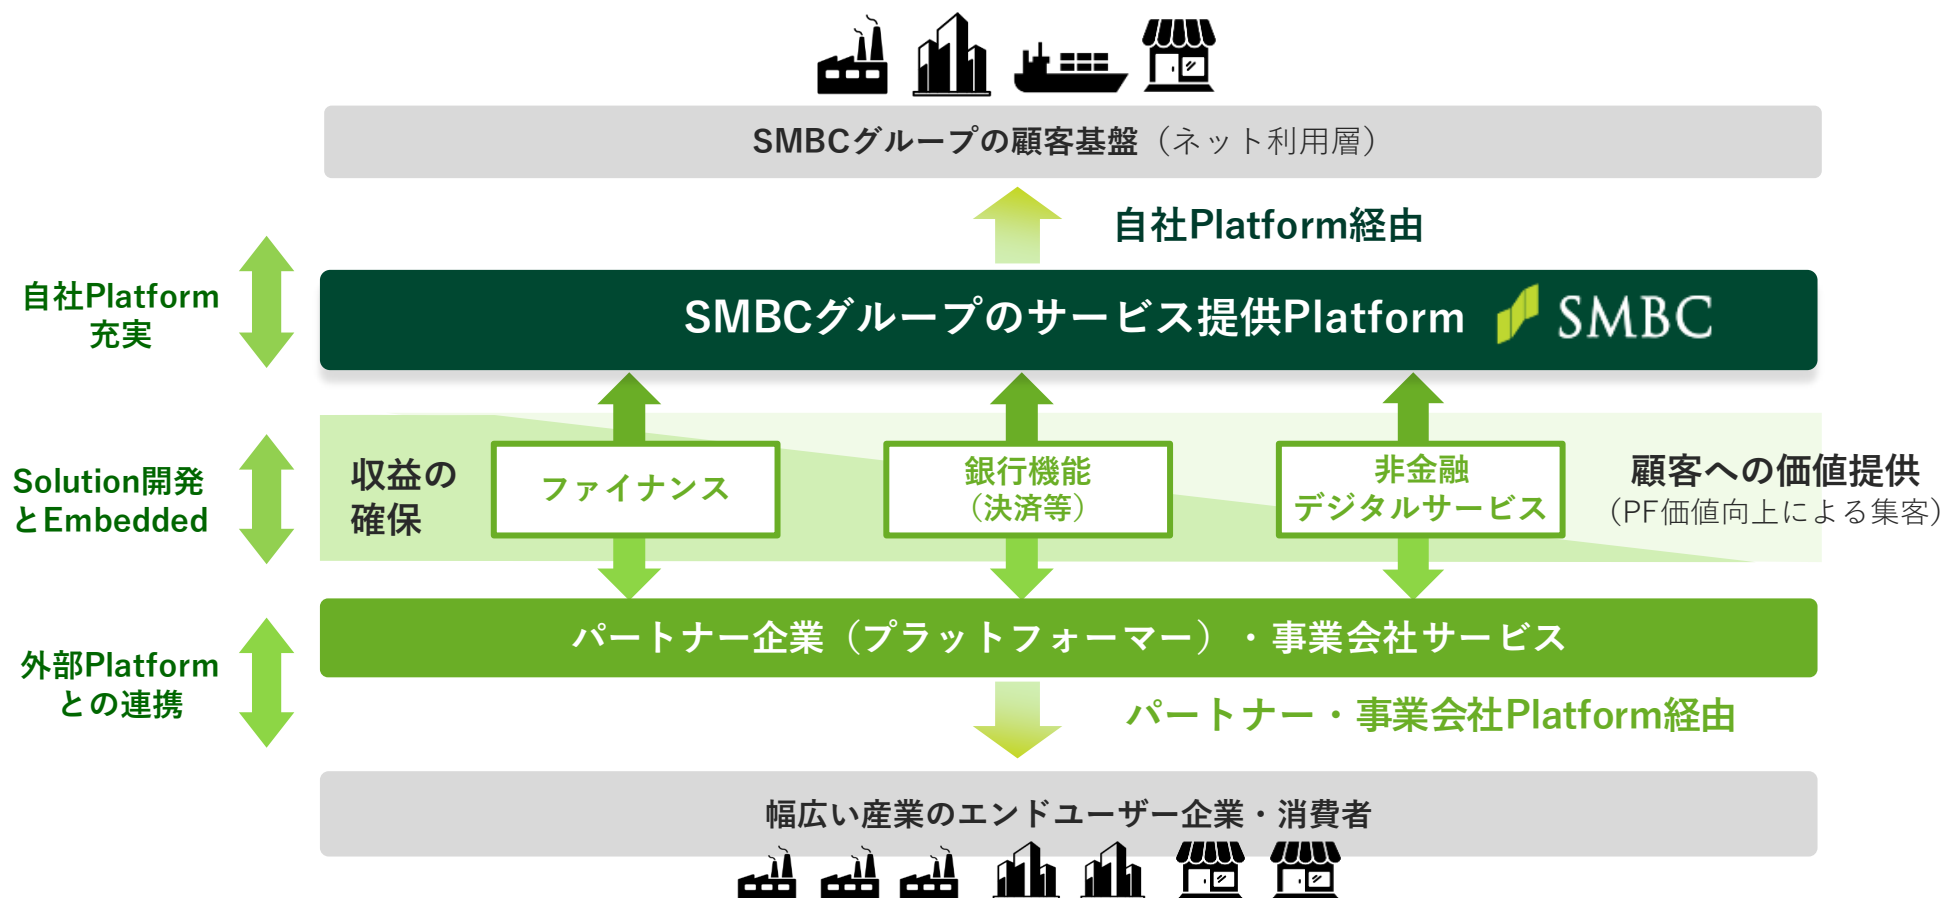 SMBCグループの顧客基盤（ネット利用層）
自社Platform経由
自社Platform
充実
SMBCグループのサービス提供Platform SMBC
Solution開発
とEmbedded
収益の
確保
ファイナンス
銀行機能
（決済等）
非金融
デジタルサービス
顧客への価値提供
（PF価値向上による集客）
外部Platform
との連携
パートナー企業（プラットフォーマー）・事業会社サービス
パートナー・事業会社Platform経由
幅広い産業のエンドユーザー企業・消費者